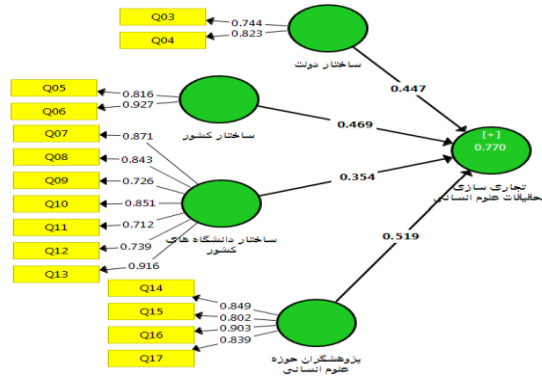 Q03
0.744
Q04
0.823
ساختار دولت
0.447
Q05
0.816
Q06
0.927
ساختار کشور
0.469
[+]
0.770
تجاری سازی
تحقیقات علوم انسانی
Q07
0.871
Q08
0.843
Q09
0.726
Q10
0.851
Q11
0.712
Q12
0.739
Q13
0.916
ساختار دانشگاه های
کشور
0.354
0.519
Q14
0.849
Q15
0.802
Q16
0.903
Q17
0.839
پژوهشگران حوزه
علوم انسانی